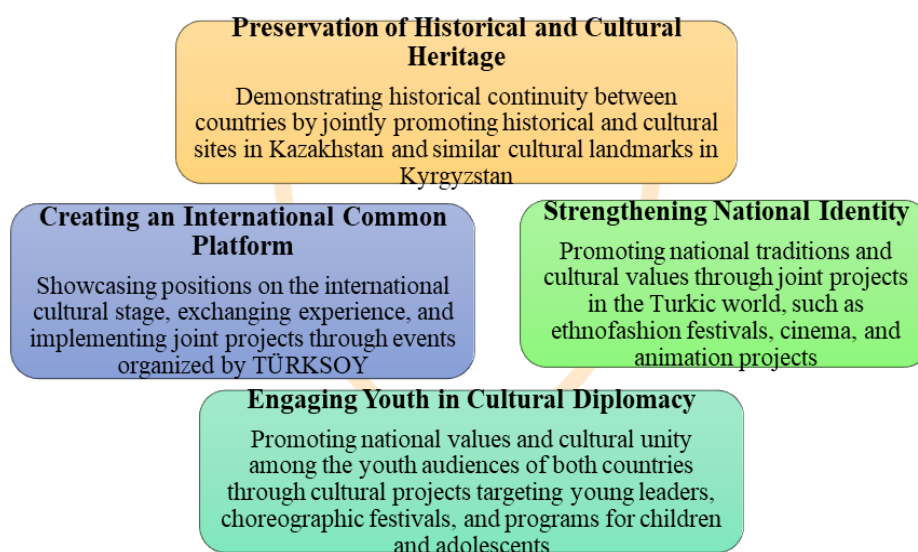 Preservation of Historical and Cultural
Heritage
Demonstrating historical continuity between
countries by jointly promoting historical and cultural
sites in Kazakhstan and similar cultural landmarks in
Kyrgyzstan
Creating an International Common
Platform
Showcasing positions on the international
cultural stage, exchanging experience, and
implementing joint projects through events
organized by TÜRKSOY
Strengthening National Identity
Promoting national traditions and
cultural values through joint projects
in the Turkic world, such as
ethnofashion festivals, cinema, and
animation projects
Engaging Youth in Cultural Diplomacy
Promoting national values and cultural unity
among the youth audiences of both countries
through cultural projects targeting young leaders,
choreographic festivals, and programs for children
and adolescents